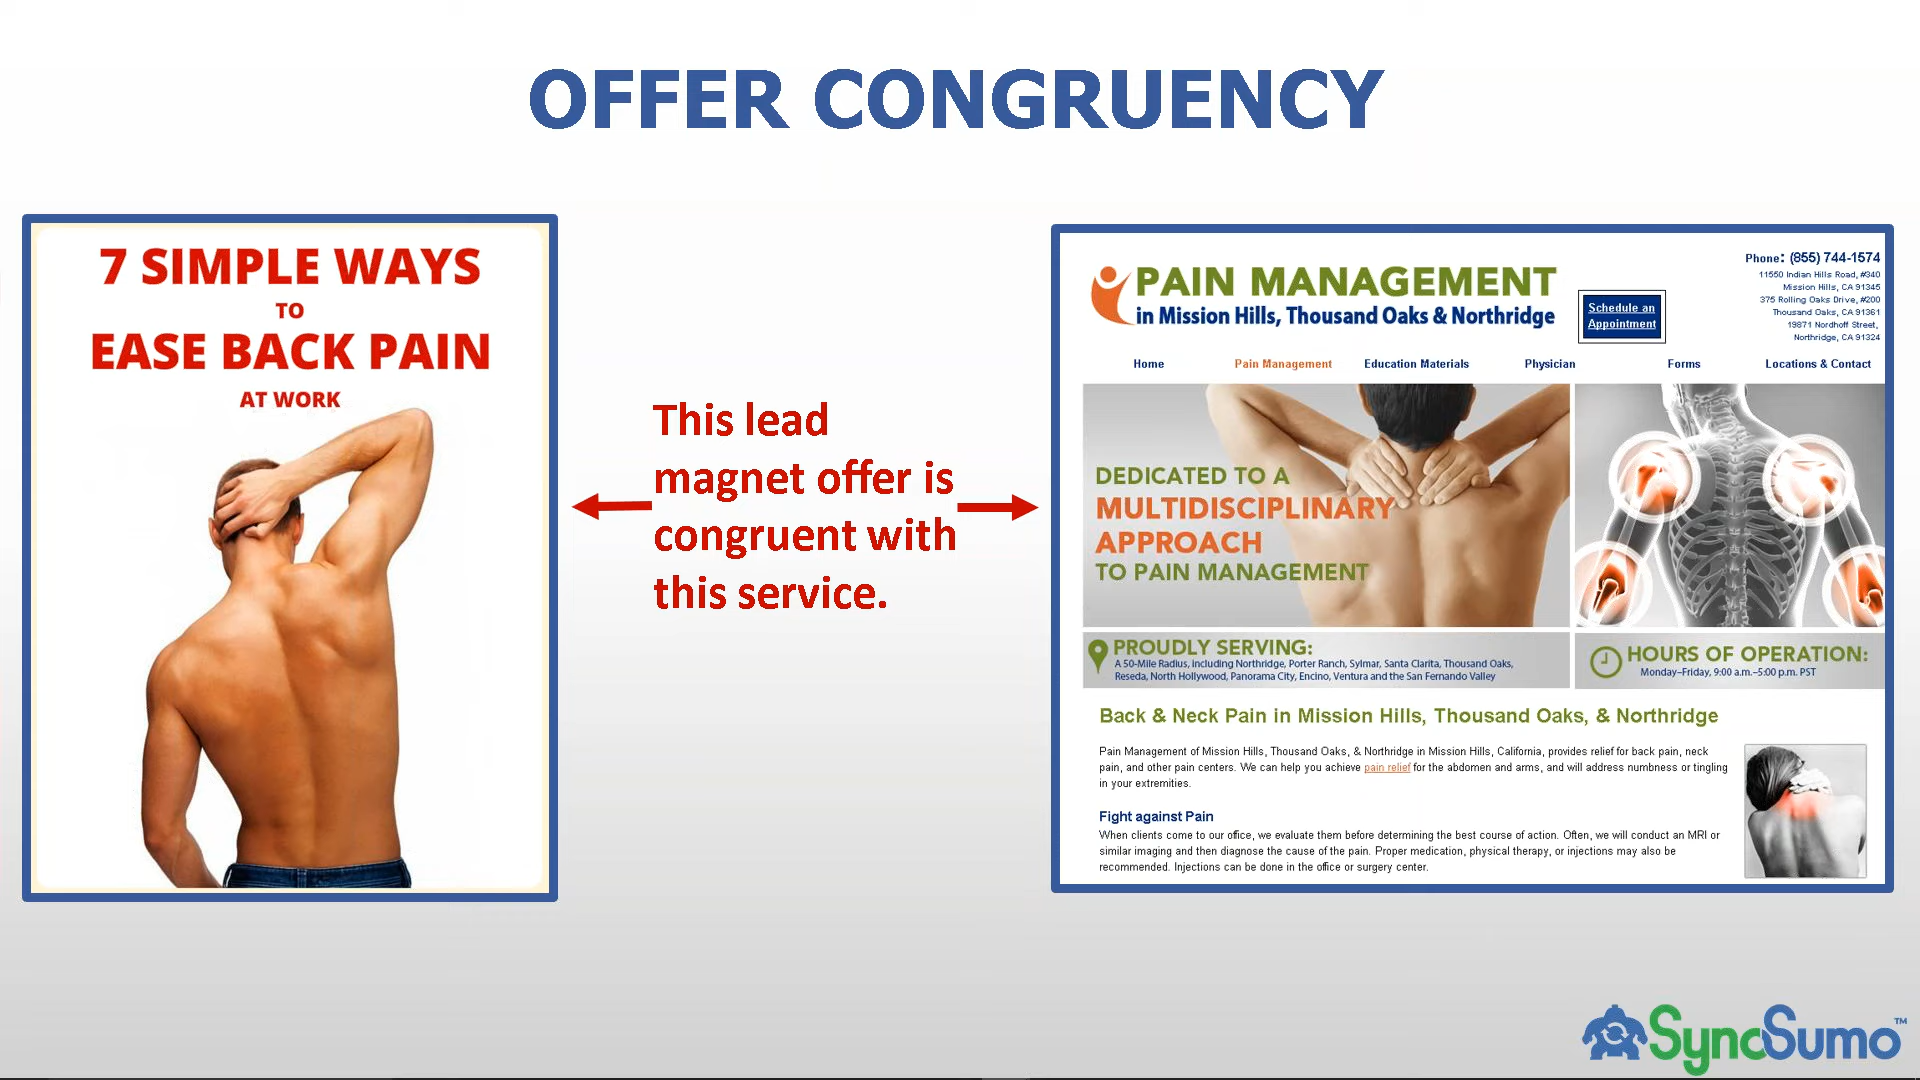 OFFER CONGRUENCY
7 SIMPLE WAYS
TO
EASE BACK PAIN
AT WORK
This lead
magnet offer is
congruent with
this service.
PAIN MANAGEMENT
in Mission Hills, Thousand Oaks & Northridge
Schedule an
Appointment
Phone: (855) 744-1574
11550 Indian Hills Road, #340
Mission Hills, CA 91345
375 Rolling Oaks Drive, #200
Thousand Oaks, CA 91361
19871 Nordhoff Street,
Northridge, CA 91324
Home Pain Management Education Materials Physician Forms Locations & Contact
DEDICATED TO A
MULTIDISCIPLINARY
APPROACH
TO PAIN MANAGEMENT
PROUDLY SERVING:
A 50-Mile Radius, including Northridge, Porter Ranch, Sylmar, Santa Clarita, Thousand Oaks,
Reseda, North Hollywood, Panorama City, Encino, Ventura and the San Fernando Valley
HOURS OF OPERATION:
Monday–Friday, 9:00 a.m.–5:00 p.m. PST
Back & Neck Pain in Mission Hills, Thousand Oaks, & Northridge
Pain Management of Mission Hills, Thousand Oaks, & Northridge in Mission Hills, California, provides relief for back pain, neck
pain, and other pain centers. We can help you achieve pain relief for the abdomen and arms, and will address numbness or tingling
in your extremities.
Fight against Pain
When clients come to our office, we evaluate them before determining the best course of action. Often, we will conduct an MRI or
similar imaging and then diagnose the cause of the pain. Proper medication, physical therapy, or injections may also be
recommended. Injections can be done in the office or surgery center.
SyncSumo™